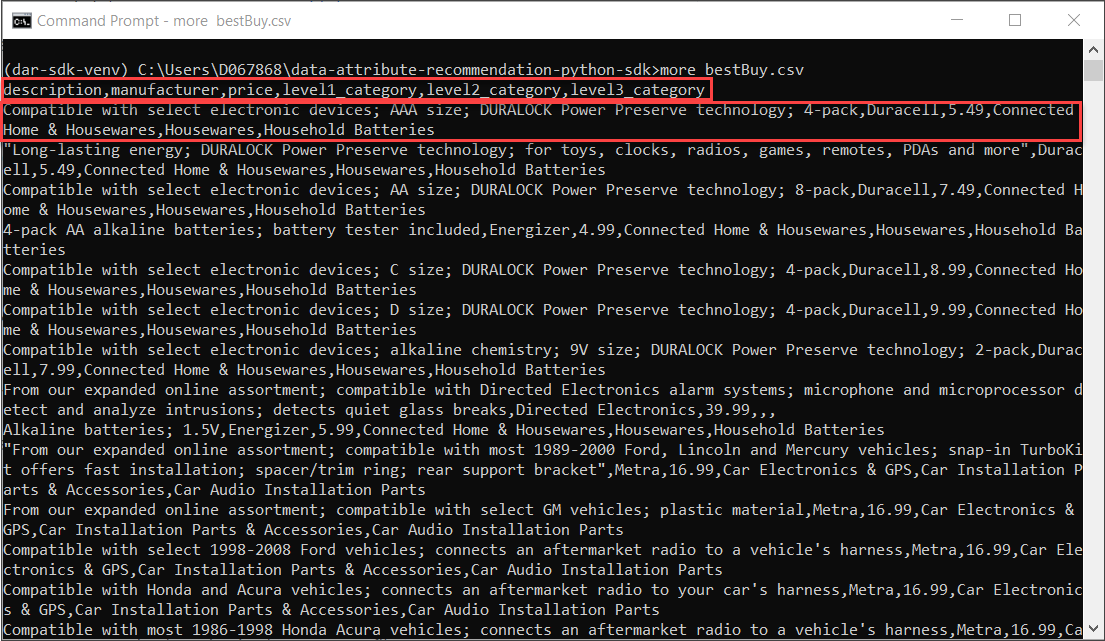 Command Prompt - more  bestBuy.csv
(dar-sdk-venv) C:\Users\D067868\data-attribute-recommendation-python-sdk>more bestBuy.csv
description,manufacturer,price,level1_category,level2_category,level3_category
Compatible with select electronic devices; AAA size; DURALOCK Power Preserve technology; 4-pack,Duracell,5.49,Connected
Home & Housewares,Housewares,Household Batteries
"Long-lasting energy; DURALOCK Power Preserve technology; for toys, clocks, radios, games, remotes, PDAs and more",Durac
ell,5.49,Connected Home & Housewares,Housewares,Household Batteries
Compatible with select electronic devices; AA size; DURALOCK Power Preserve technology; 8-pack,Duracell,7.49,Connected H
ome & Housewares,Housewares,Household Batteries
4-pack AA alkaline batteries; battery tester included,Energizer,4.99,Connected Home & Housewares,Housewares,Household Ba
tteries
Compatible with select electronic devices; C size; DURALOCK Power Preserve technology; 4-pack,Duracell,8.99,Connected Ho
me & Housewares,Housewares,Household Batteries
Compatible with select electronic devices; D size; DURALOCK Power Preserve technology; 4-pack,Duracell,9.99,Connected Ho
me & Housewares,Housewares,Household Batteries
Compatible with select electronic devices; alkaline chemistry; 9V size; DURALOCK Power Preserve technology; 2-pack,Durac
ell,7.99,Connected Home & Housewares,Housewares,Household Batteries
From our expanded online assortment; compatible with Directed Electronics alarm systems; microphone and microprocessor d
etect and analyze intrusions; detects quiet glass breaks,Directed Electronics,39.99,,,
Alkaline batteries; 1.5V,Energizer,5.99,Connected Home & Housewares,Housewares,Household Batteries
"From our expanded online assortment; compatible with most 1989-2000 Ford, Lincoln and Mercury vehicles; snap-in TurboKi
t offers fast installation; spacer/trim ring; rear support bracket",Metra,16.99,Car Electronics & GPS,Car Installation P
arts & Accessories,Car Audio Installation Parts
From our expanded online assortment; compatible with select GM vehicles; plastic material,Metra,16.99,Car Electronics &
GPS,Car Installation Parts & Accessories,Car Audio Installation Parts
Compatible with select 1998-2008 Ford vehicles; connects an aftermarket radio to a vehicle's harness,Metra,16.99,Car Ele
ctronics & GPS,Car Installation Parts & Accessories,Car Audio Installation Parts
Compatible with Honda and Acura vehicles; connects an aftermarket radio to your car's harness,Metra,16.99,Car Electronic
s & GPS,Car Installation Parts & Accessories,Car Audio Installation Parts
Compatible with most 1986-1998 Honda Acura vehicles; connects an aftermarket radio to a vehicle's harness,Metra,16.99,Ca